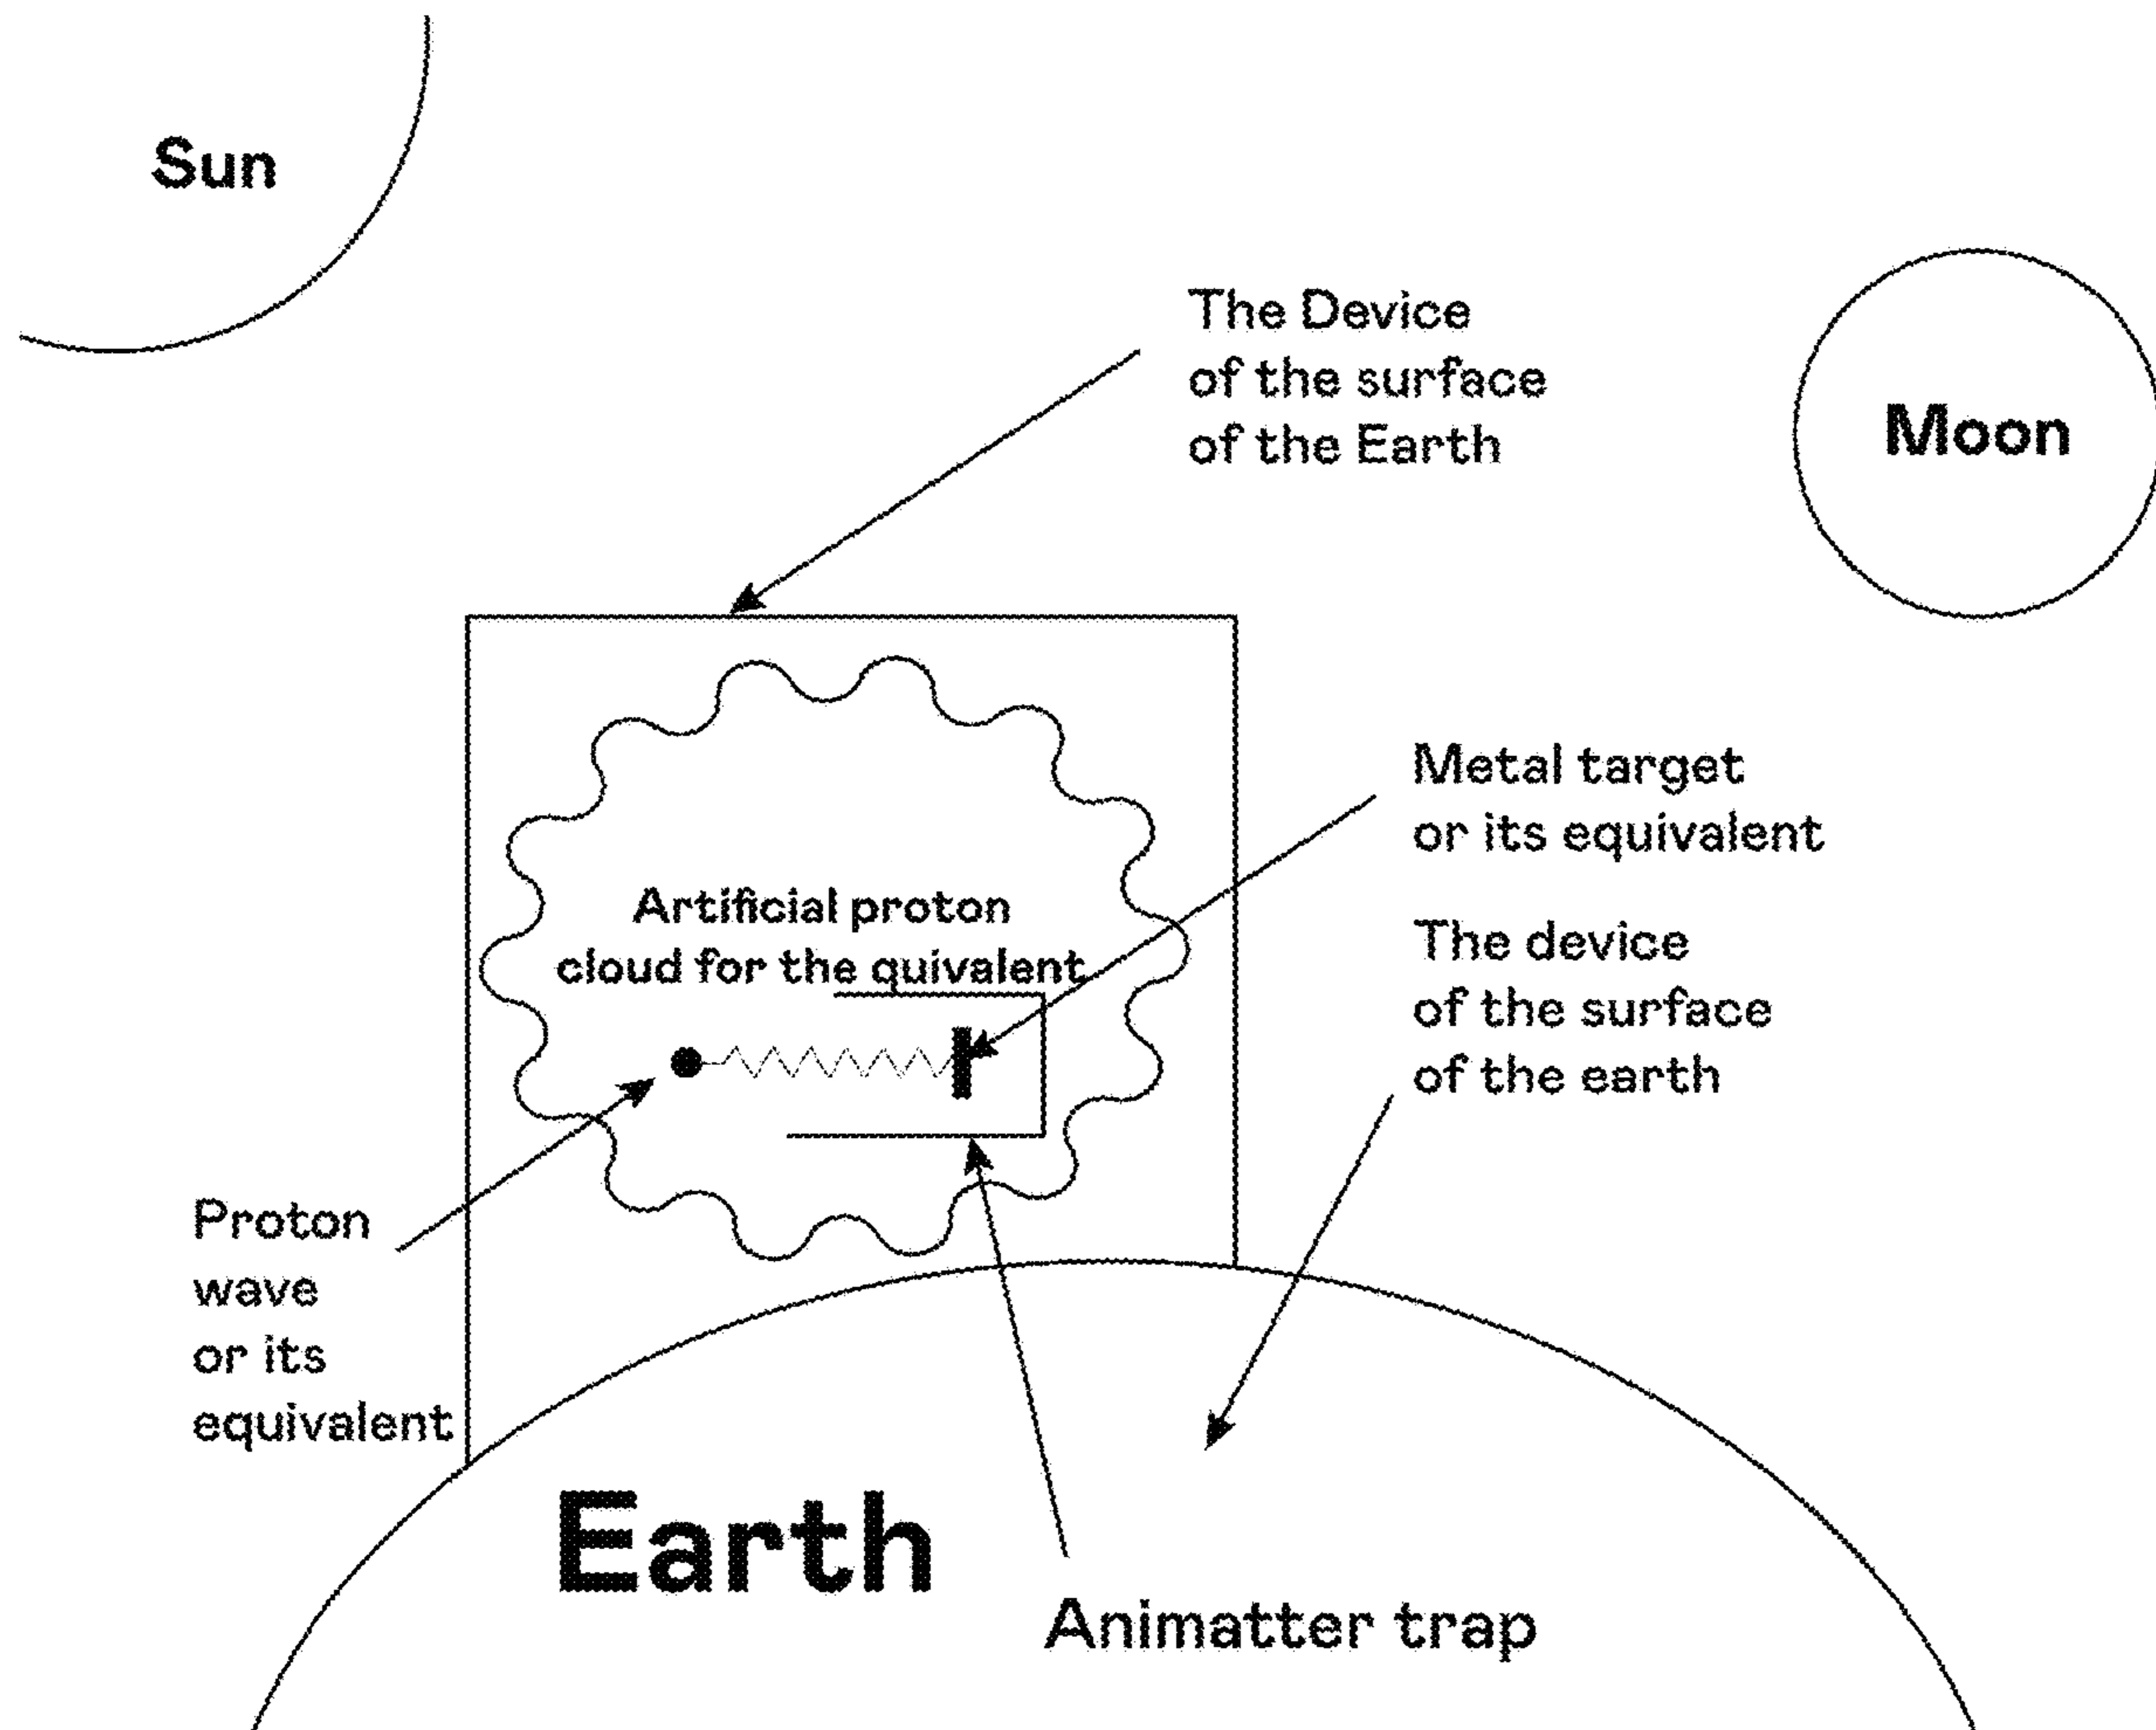 Sun
The Device
of the surface
of the Earth
Moon
Metal target
or its equivalent
Artificial proton
cloud for the quivalent
The device
of the surface
of the earth
Proton
wave
or its
equivalent
Earth
Animatter trap